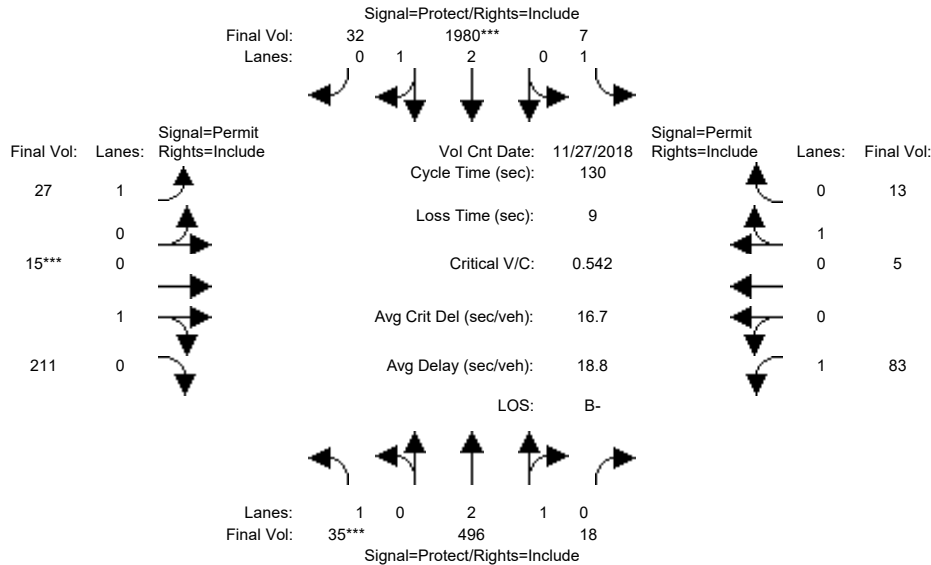 Signal=Protect/Rights=Include
Final Vol: 32 1980*** 7
Lanes: 0 1 2 0 1
Signal=Permit Signal=Permit
Final Vol: Lanes: Rights=Include Vol Cnt Date: 11/27/2018 Rights=Include Lanes: Final Vol:
Cycle Time (sec): 130
27 1 0 13
Loss Time (sec): 9
0 1
15*** 0 Critical V/C: 0.542 0 5
1 Avg Crit Del (sec/veh): 16.7 0
211 0 Avg Delay (sec/veh): 18.8 1 83
LOS: B-
Lanes: 1 0 2 1 0
Final Vol: 35*** 496 18
Signal=Protect/Rights=Include